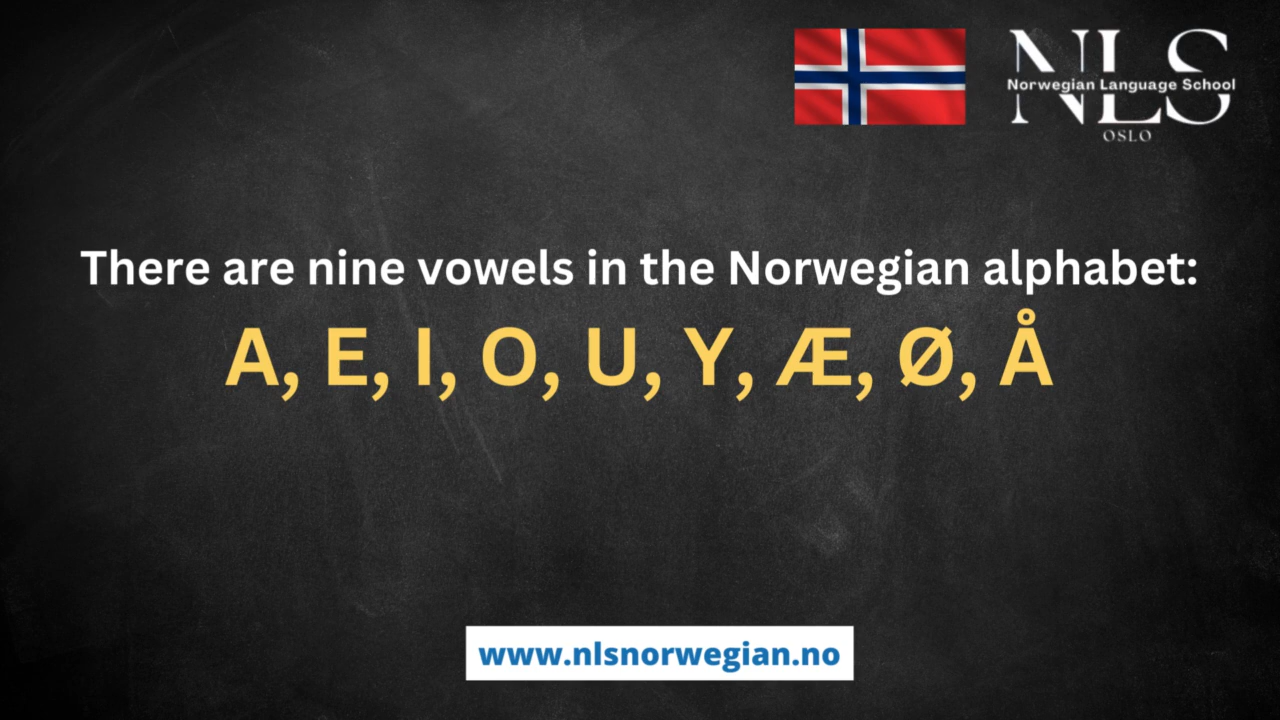 NLS
Norwegian Language School
OSLO
There are nine vowels in the Norwegian alphabet:
A, E, I, O, U, Y, Æ, Ø, Å
www.nlsnorwegian.no